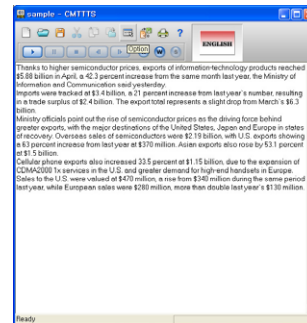 sample - CMTTTS
Option
ENGLISH
Thanks to higher semiconductor prices, exports of information-technology products reached
$5.88 billion in April, a 42.3 percent increase from the same month last year, the Ministry of
Information and Communication said yesterday.
Imports were tracked at $3.4 billion, a 21 percent increase from last year's number, resulting
in a trade surplus of $2.4 billion. The export total represents a slight drop from March's $6.3
billion.
Ministry officials point out the rise of semiconductor prices as the driving force behind
greater exports, with the major destinations of the United States, Japan and Europe in states
of recovery. Overseas sales of semiconductors were $2.19 billion, with U.S. exports showing
a 63 percent increase from last year at $370 million. Asian exports also rose by 53.1 percent
at $1.5 billion.
Cellular phone exports also increased 33.5 percent at $1.15 billion, due to the expansion of
CDMA2000 1x services in the U.S. and greater demand for high-end handsets in Europe.
Sales to the U.S. were valued at $470 million, a rise from $340 million during the same period
last year, while European sales were $280 million, more than double last year's $130 million.
Ready